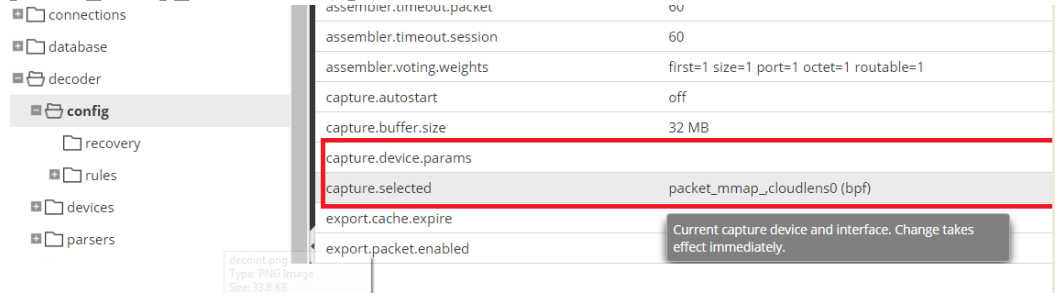 connections
database
decoder
config
recovery
rules
devices
parsers
assembler.timeout.packet 60
assembler.timeout.session 60
assembler.voting.weights first=1 size=1 port=1 octet=1 routable=1
capture.autostart off
capture.buffer.size 32 MB
capture.device.params
capture.selected packet_mmap_,cloudlens0 (bpf)
export.cache.expire
export.packet.enabled
Current capture device and interface. Change takes
effect immediately.
decoint.png
Type: PNG Image
Size: 33.8 KB